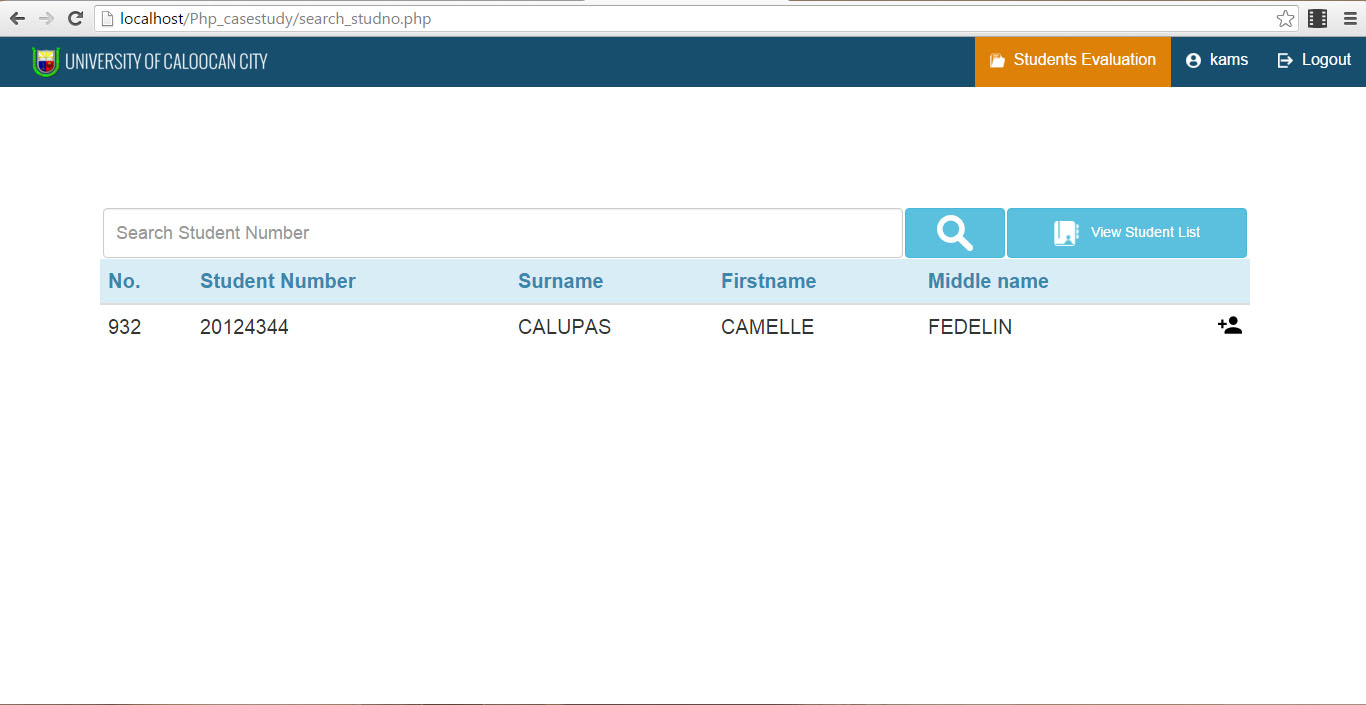 localhost/Php_casestudy/search_studno.php
UNIVERSITY OF CALOOCAN CITY Students Evaluation kams Logout
Search Student Number View Student List
No. Student Number Surname Firstname Middle name
932 20124344 CALUPAS CAMELLE FEDELIN